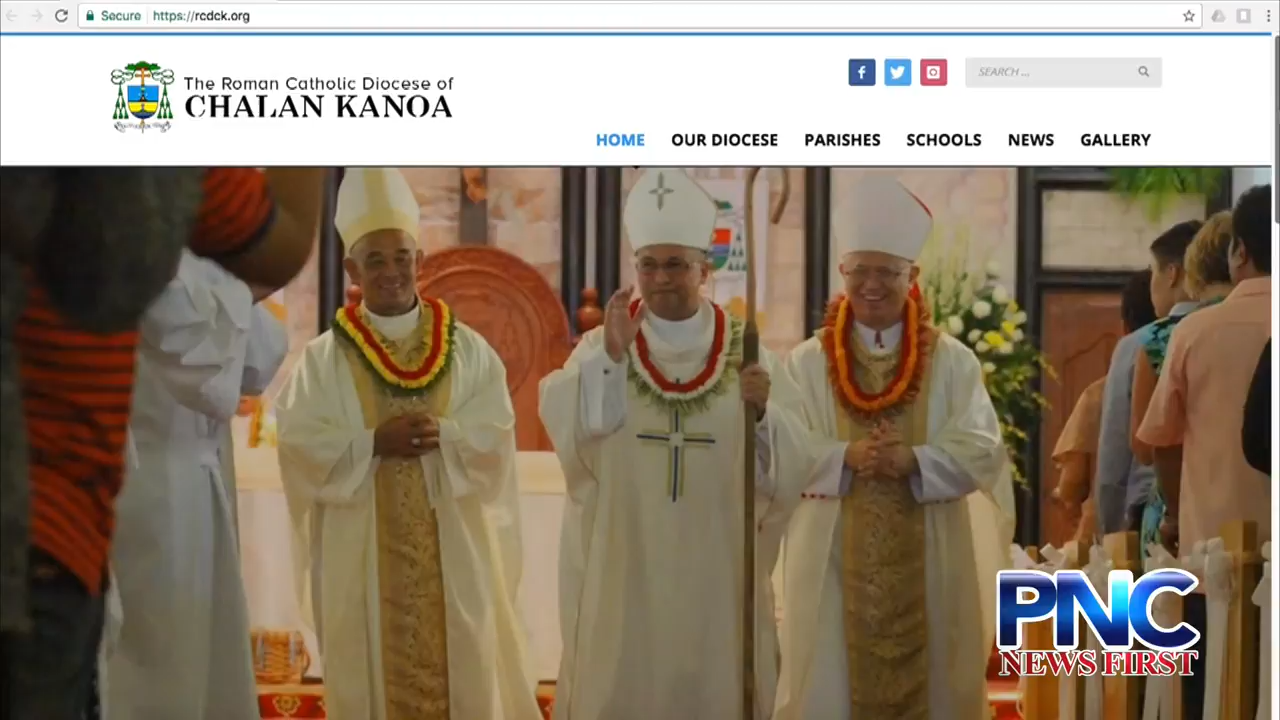 Secure
https://rcdck.org
The Roman Catholic Diocese of
CHALAN KANOA
SEARCH ...
HOME
OUR DIOCESE
PARISHES
SCHOOLS
NEWS
GALLERY
PNC
NEWS FIRST